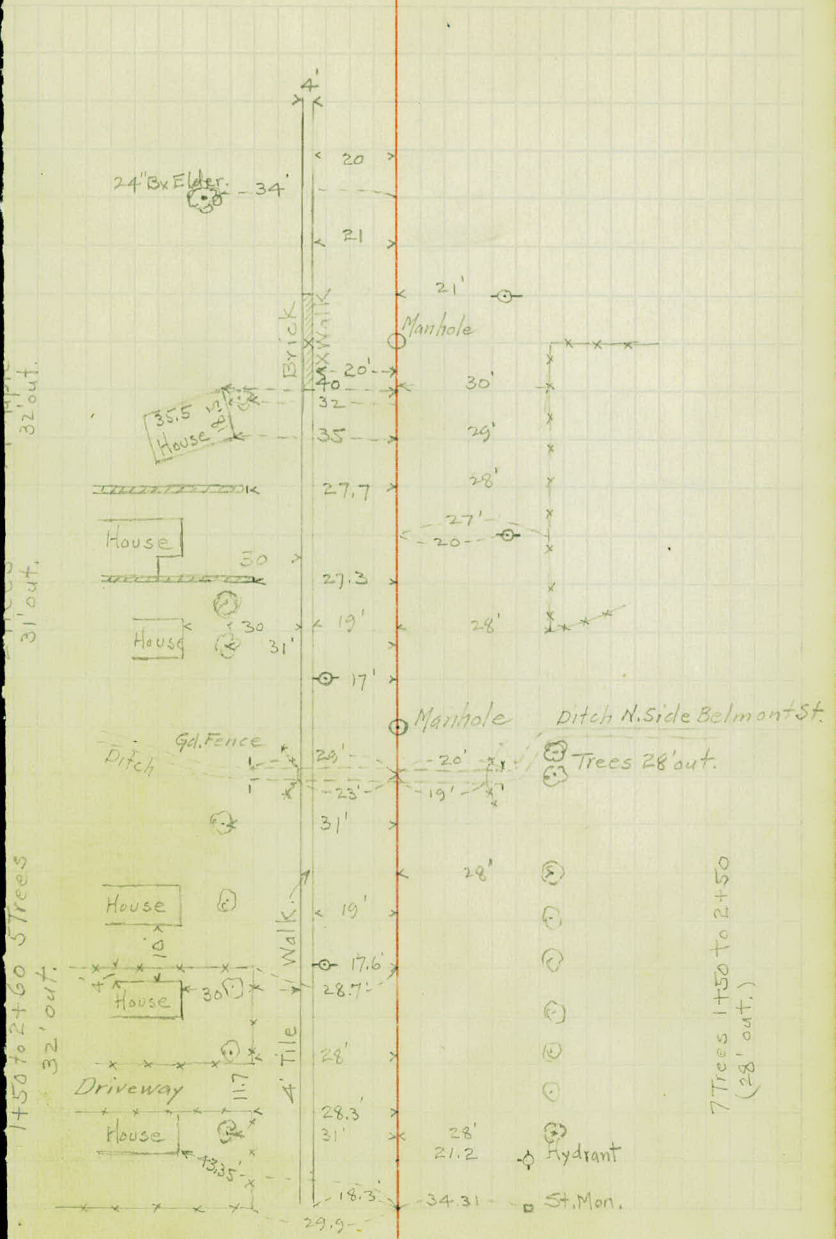 4'
20
24" Bx Elder.
34'
21
21'
Manhole
Brick
Walk
20'
40
30'
32
35.5
House
35
29'
27.7
28'
27'
House
20
30
27.3
32' out.
31' out.
House
30
19'
28'
31'
17'
Manhole
Ditch N. Side Belmont St.
Gd. Fence
Ditch
20'
Trees 28' out.
23'
19'
31'
28'
House
19'
10'
Walk
17.6'
4'
House
30
28.7'
4' Tile
28'
Driveway
11.7
28.3'
House
31'
28'
21.2
Hydrant
18.3'
34.31
St. Mon.
29.9
1+50 to 2+60 5 Trees
32' out.
7 Trees 1+50 to 2+50
(28' out.)